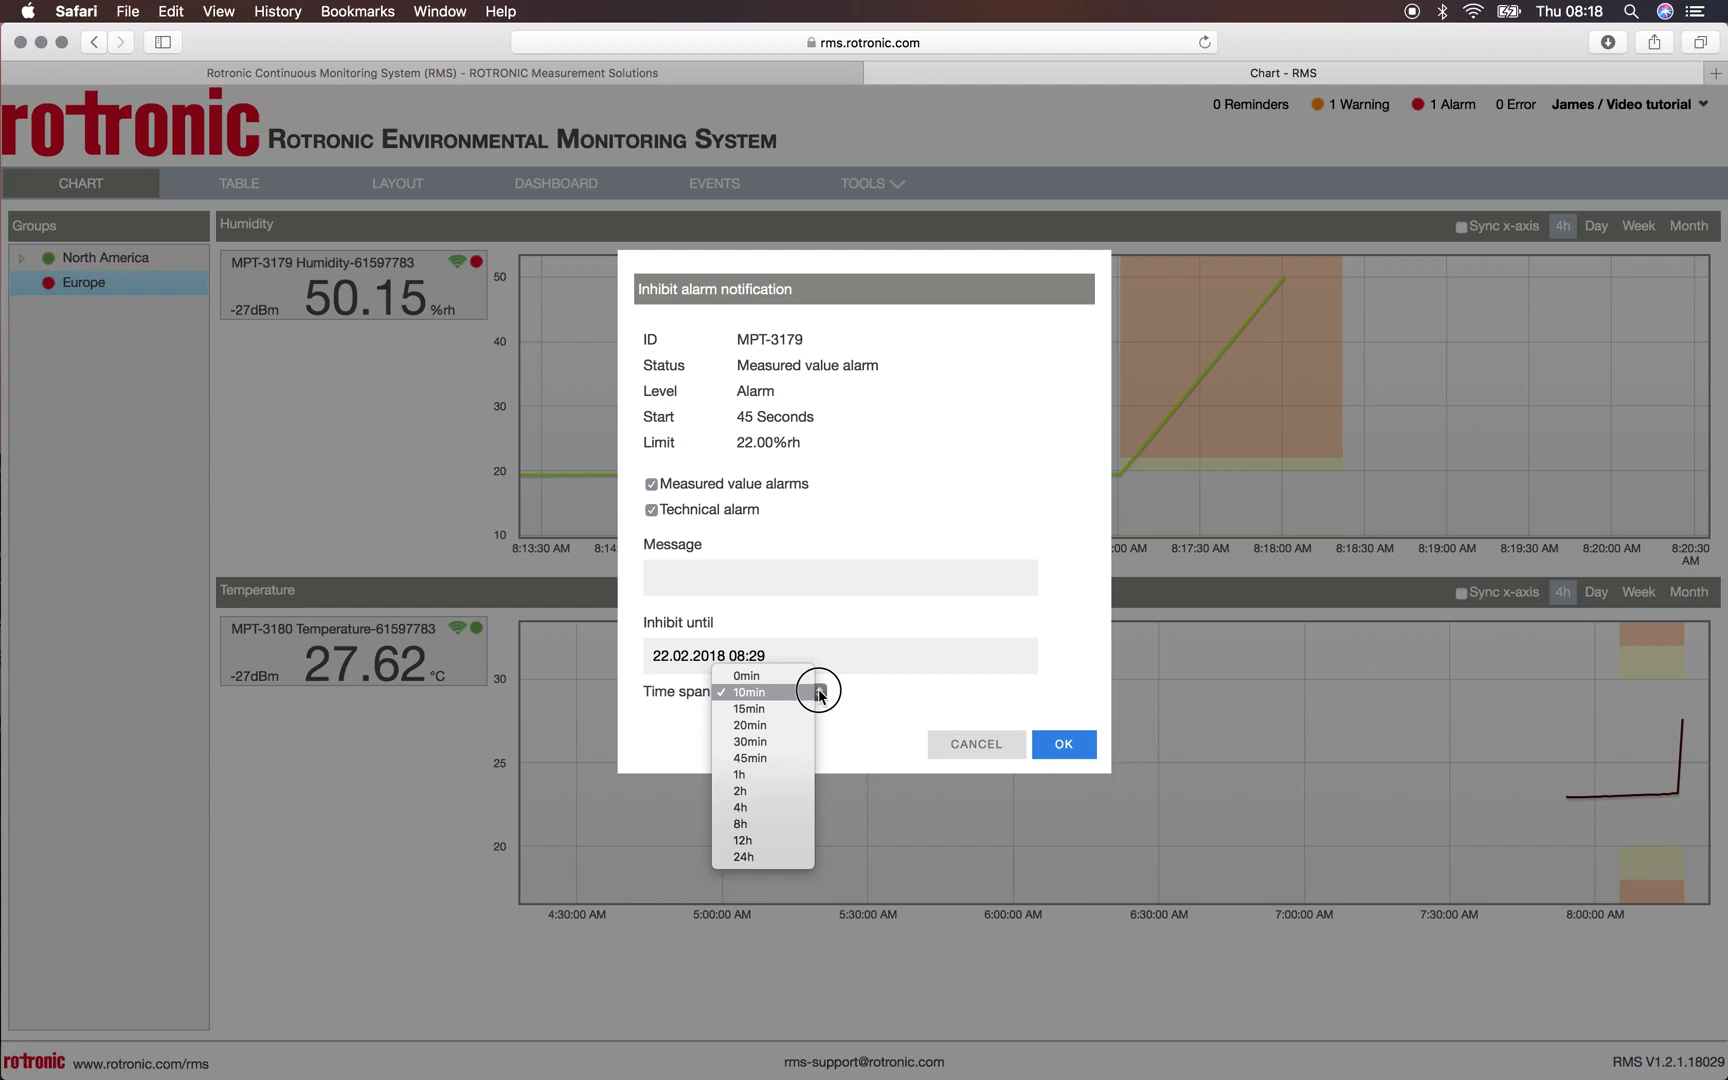 Safari File Edit View History Bookmarks Window Help Thu 08:18
rms.rotronic.com
Rotronic Continuous Monitoring System (RMS) - ROTRONIC Measurement Solutions Chart - RMS
rotronic ROTRONIC ENVIRONMENTAL MONITORING SYSTEM
0 Reminders 1 Warning 1 Alarm 0 Error James / Video tutorial
CHART TABLE LAYOUT DASHBOARD EVENTS TOOLS
Groups
North America
Europe
Humidity
Sync x-axis 4h Day Week Month
MPT-3179 Humidity-61597783
-27dBm 50.15 %rh
50
40
30
20
10
8:13:30 AM 8:14 :00 AM 8:17:30 AM 8:18:00 AM 8:18:30 AM 8:19:00 AM 8:19:30 AM 8:20:00 AM 8:20:30
AM
Temperature
Sync x-axis 4h Day Week Month
MPT-3180 Temperature-61597783
-27dBm 27.62 °C
30
25
20
4:30:00 AM 5:00:00 AM 5:30:00 AM 6:00:00 AM 6:30:00 AM 7:00:00 AM 7:30:00 AM 8:00:00 AM
Inhibit alarm notification
ID MPT-3179
Status Measured value alarm
Level Alarm
Start 45 Seconds
Limit 22.00%rh
Measured value alarms
Technical alarm
Message
Inhibit until
22.02.2018 08:29
Time span
0min
✓ 10min
15min
20min
30min
45min
1h
2h
4h
8h
12h
24h
CANCEL OK
rotronic www.rotronic.com/rms rms-support@rotronic.com RMS V1.2.1.18029